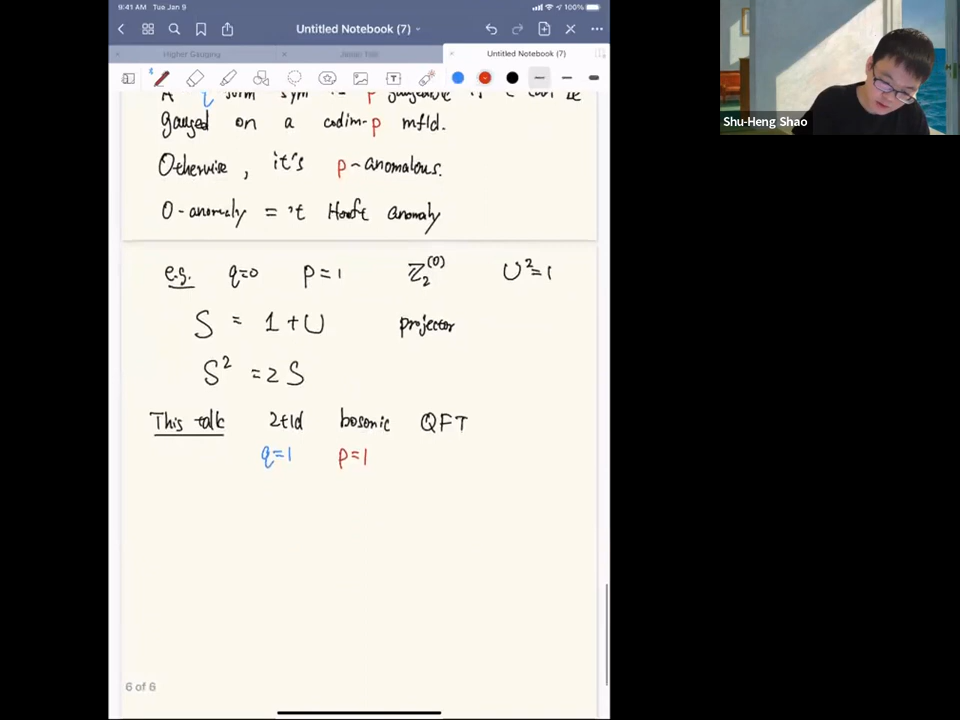 9:41 AM Tue Jan 9
100%
Untitled Notebook (7)
Higher Gauging
Untitled Notebook (7)
gauged on a codim-p mfld.
Otherwise, it's p-anomalous.
0-anomaly = 't Hooft anomaly
e.g. q=0 p=1 ℤ₂⁽⁰⁾ U²=1
S = 1+U projector
S² = 2 S
This talk 2+1d bosonic QFT
q=1 p=1
6 of 6
Shu-Heng Shao